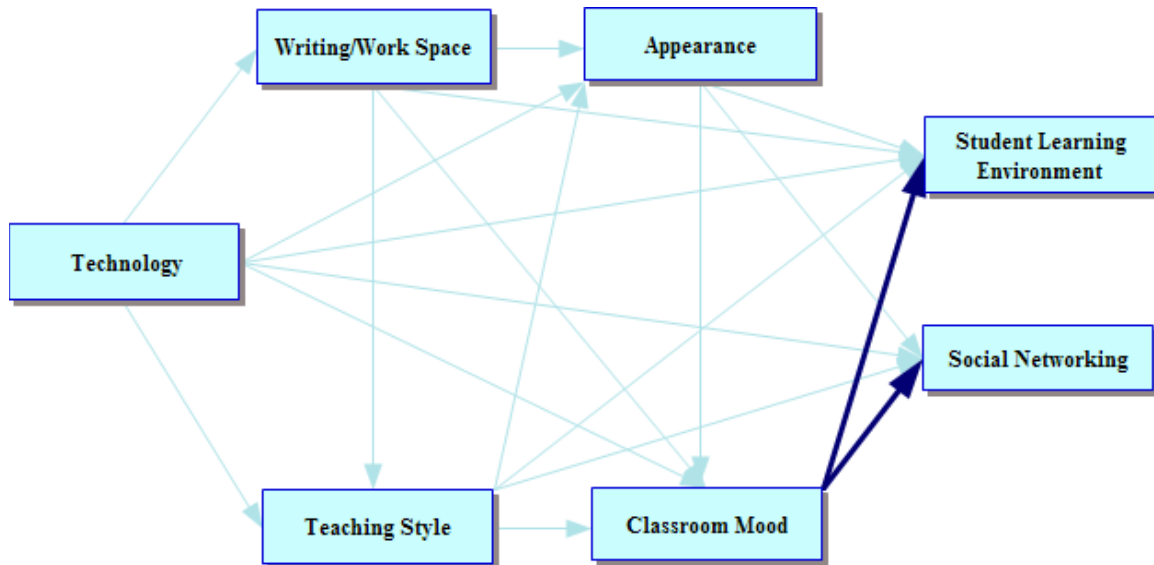 Writing/Work Space
Appearance
Student Learning
Environment
Technology
Social Networking
Teaching Style
Classroom Mood